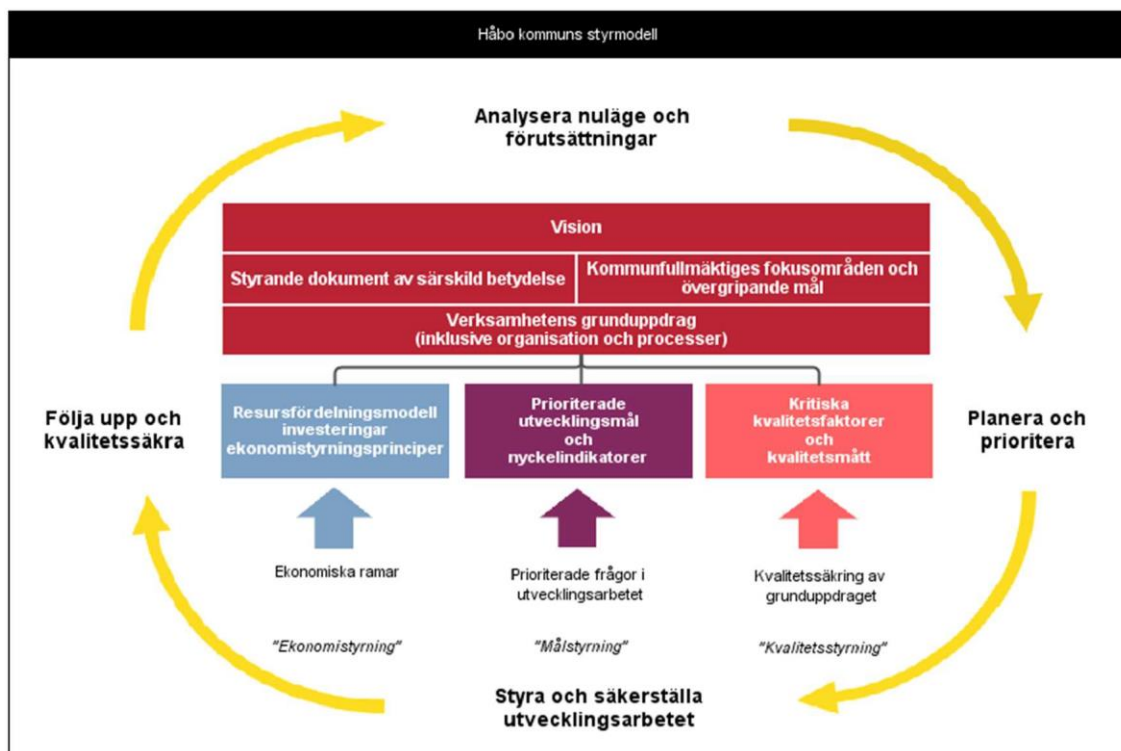 Håbo kommuns styrmodell
Analysera nuläge och
förutsättningar
Vision
Styrande dokument av särskild betydelse
Kommunfullmäktiges fokusområden och
övergripande mål
Verksamhetens grunduppdrag
(inklusive organisation och processer)
Följa upp och
kvalitetssäkra
Resursfördelningsmodell
investeringar
ekonomistyrningsprinciper
Prioriterade
utvecklingsmål
och
nyckelindikatorer
Kritiska
kvalitetsfaktorer
och
kvalitetsmått
Planera och
prioritera
Ekonomiska ramar
Prioriterade frågor i
utvecklingsarbetet
Kvalitetssäkring av
grunduppdraget
"Ekonomistyrning"
"Målstyrning"
"Kvalitetsstyrning"
Styra och säkerställa
utvecklingsarbetet